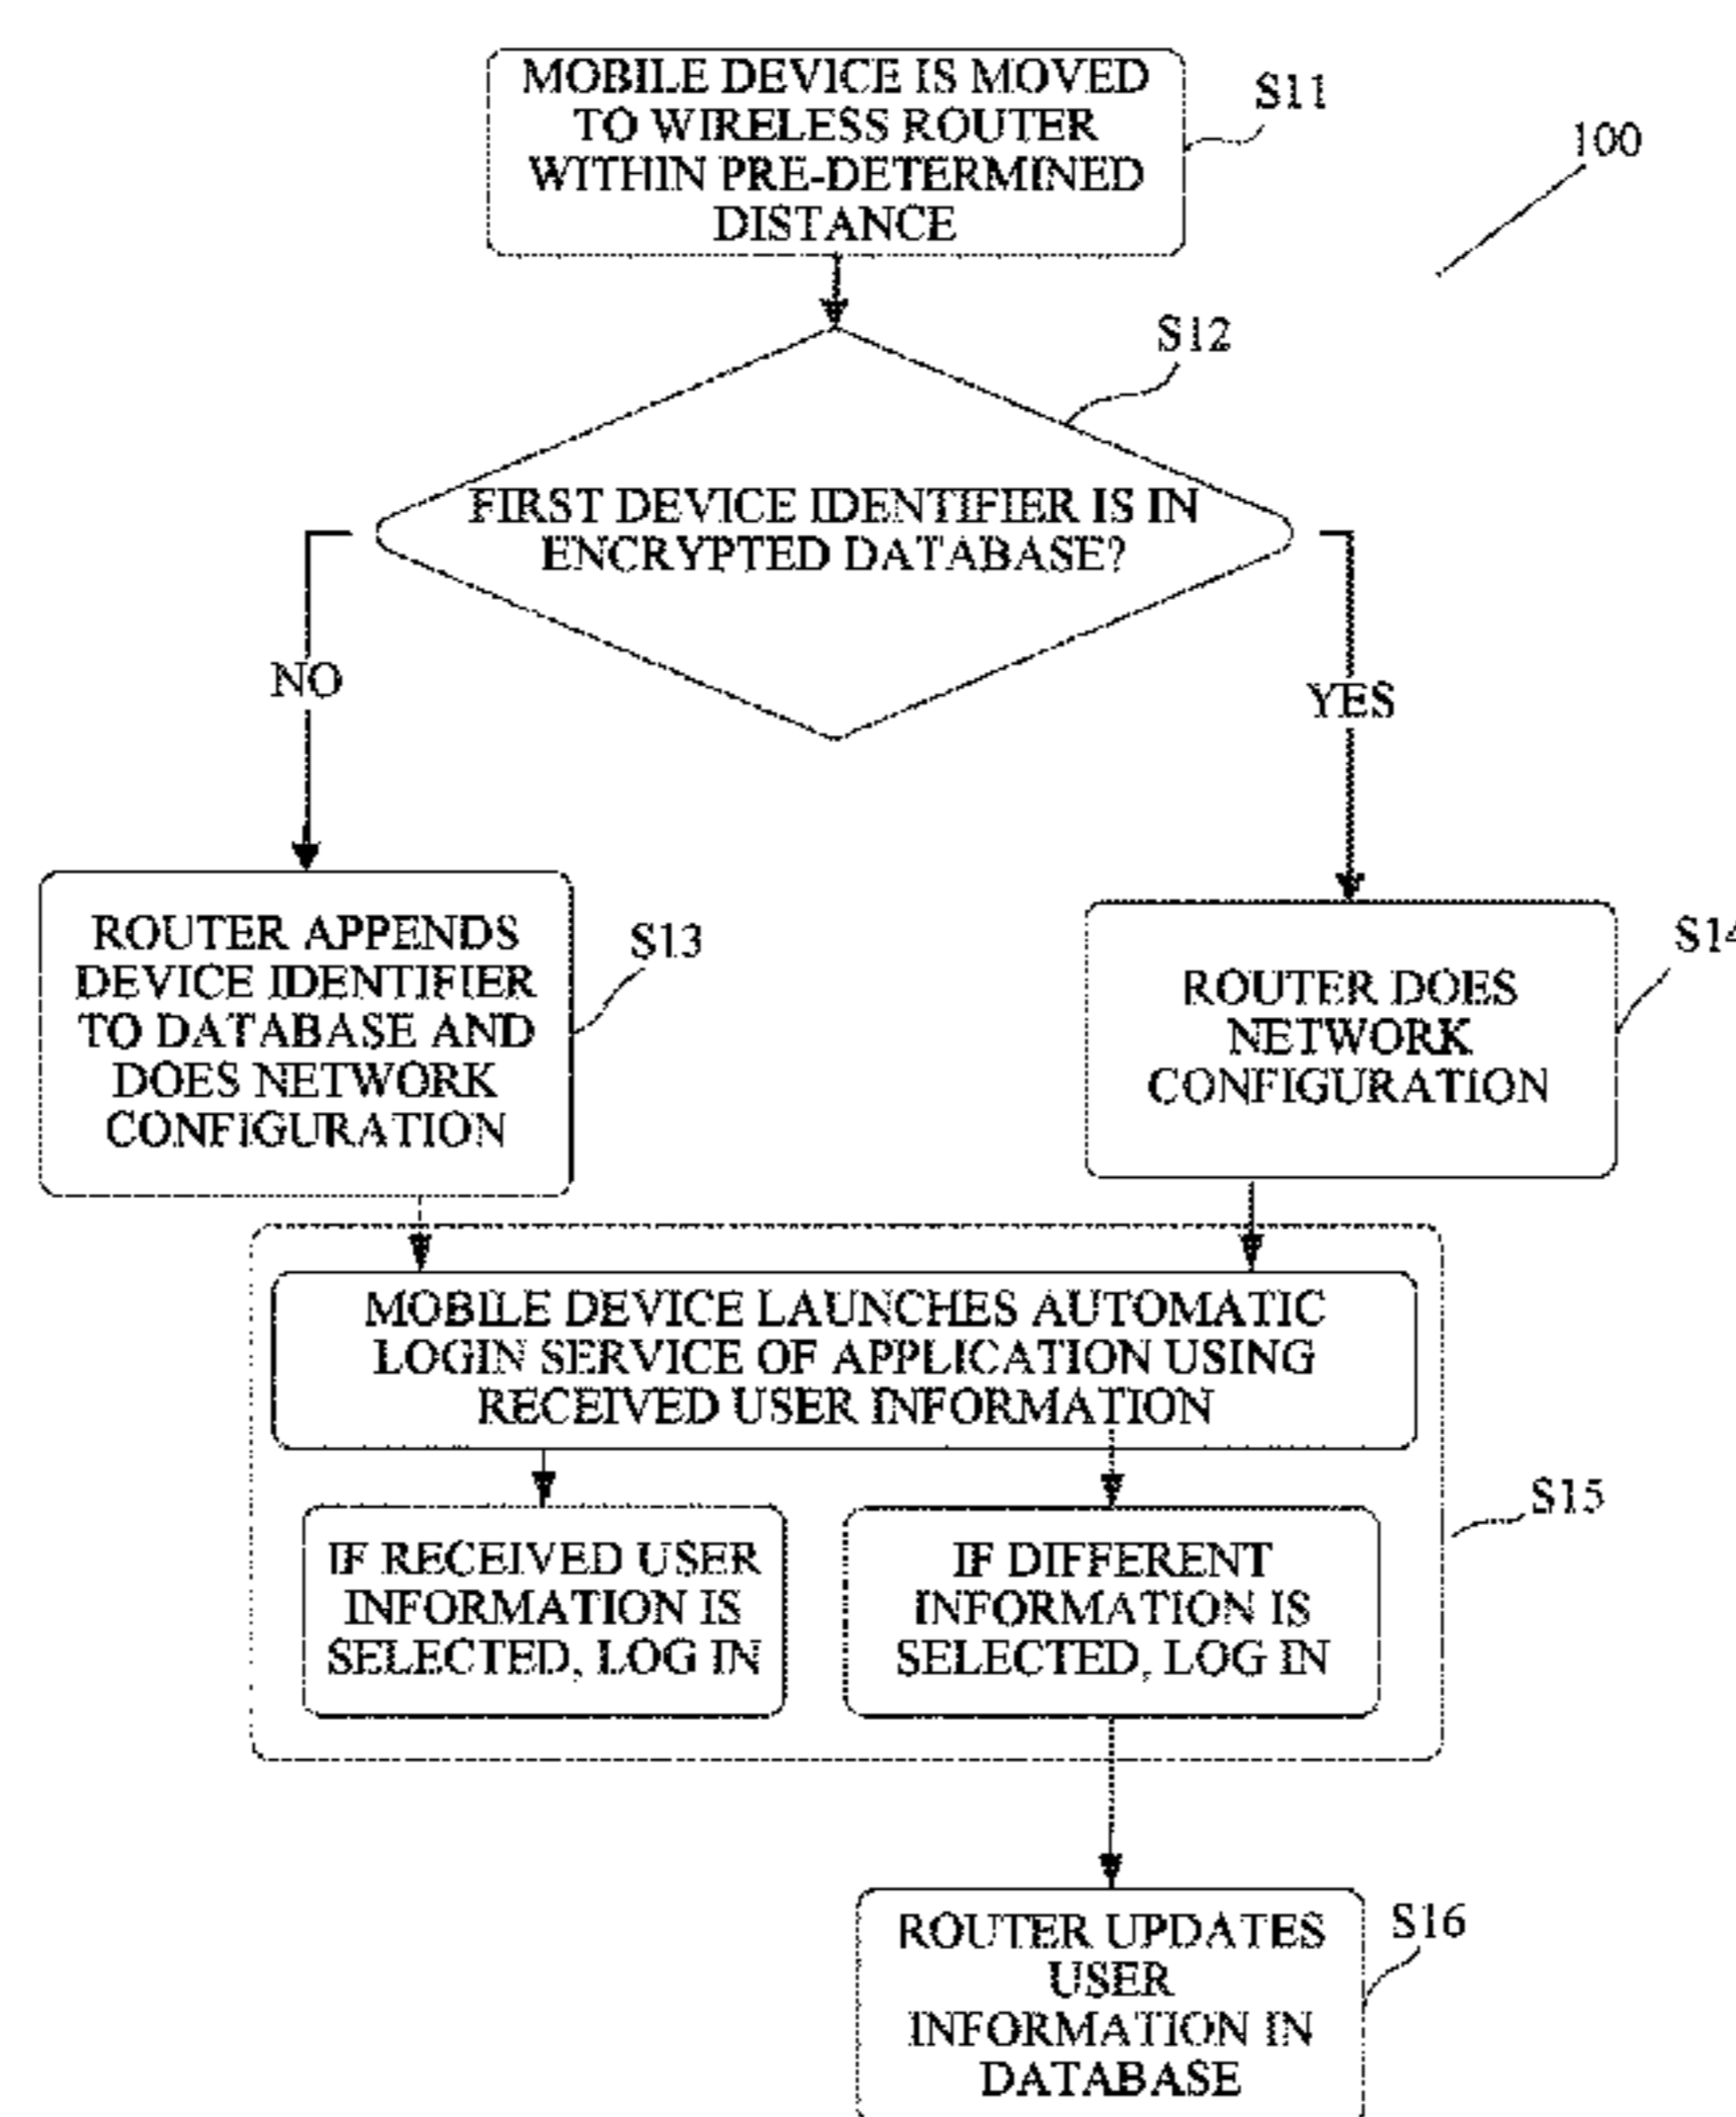 MOBILE DEVICE IS MOVED
TO WIRELESS ROUTER
WITHIN PRE-DETERMINED
DISTANCE
S11
100
S12
FIRST DEVICE IDENTIFIER IS IN
ENCRYPTED DATABASE?
NO
YES
ROUTER APPENDS
DEVICE IDENTIFIER
TO DATABASE AND
DOES NETWORK
CONFIGURATION
S13
ROUTER DOES
NETWORK
CONFIGURATION
S14
MOBILE DEVICE LAUNCHES AUTOMATIC
LOGIN SERVICE OF APPLICATION USING
RECEIVED USER INFORMATION
IF RECEIVED USER
INFORMATION IS
SELECTED, LOG IN
IF DIFFERENT
INFORMATION IS
SELECTED, LOG IN
S15
ROUTER UPDATES
USER
INFORMATION IN
DATABASE
S16